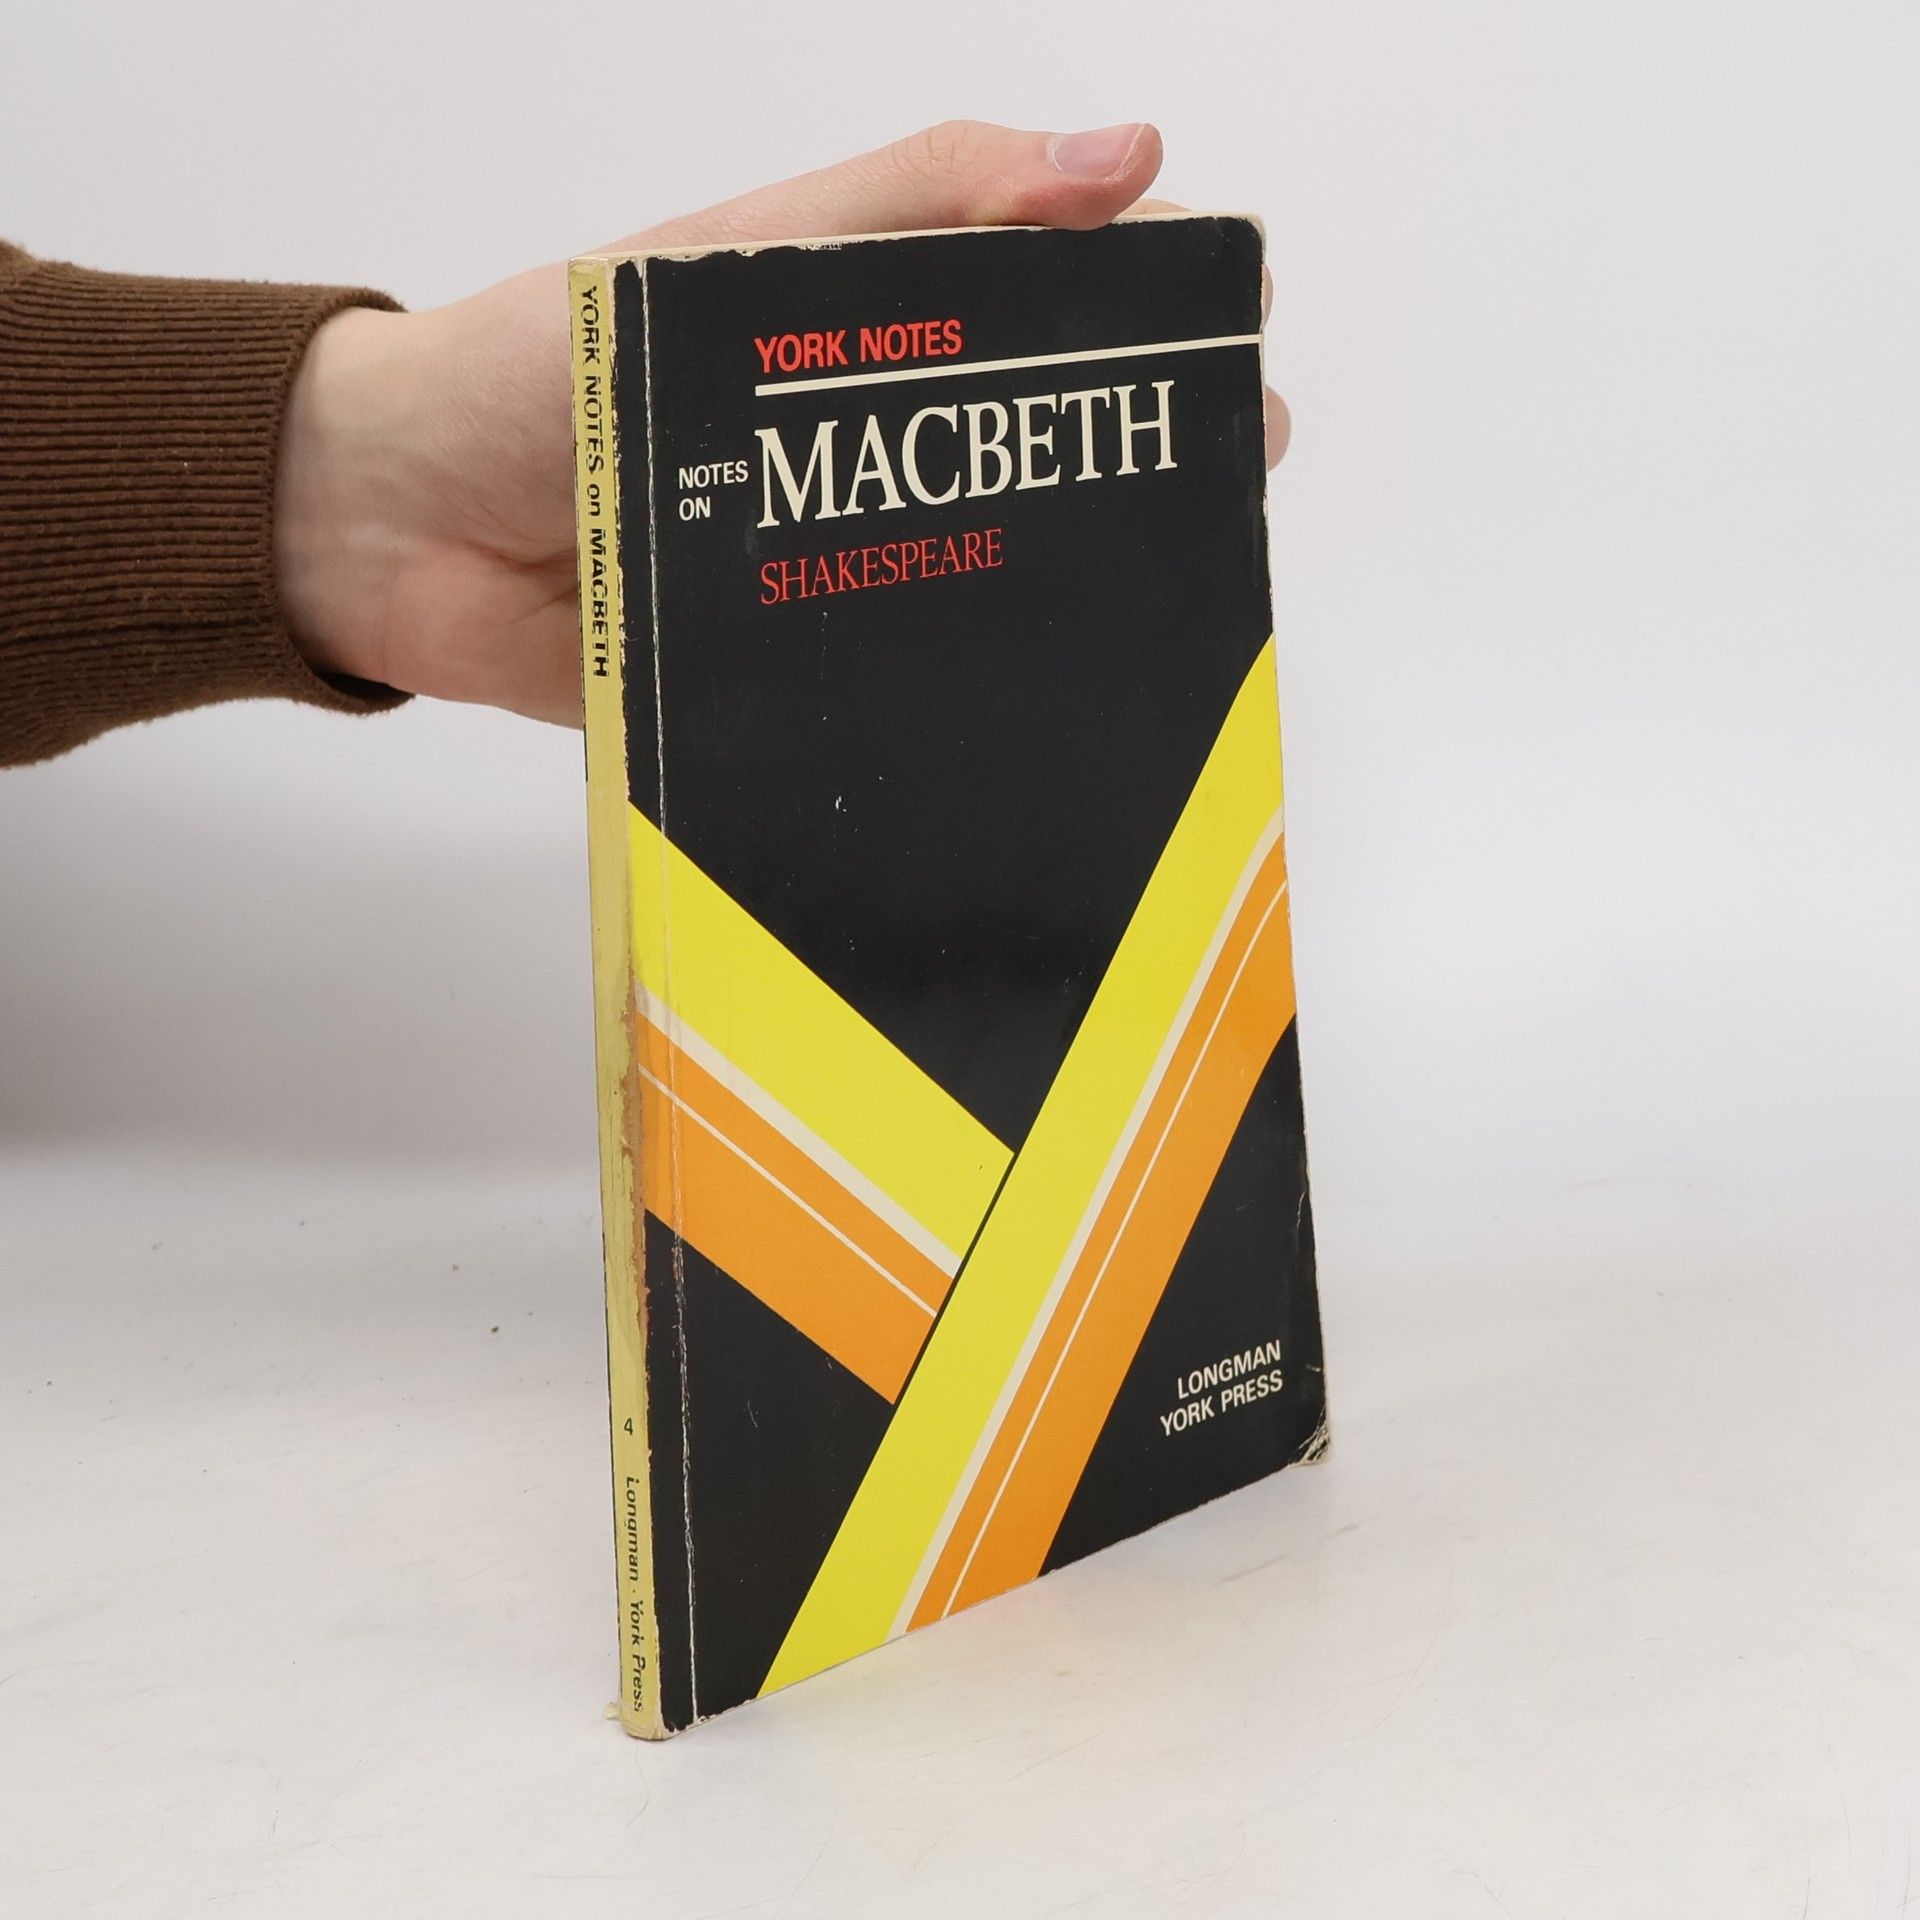 YORK NOTES on MACBETH
4
Longman · York Press
YORK NOTES
NOTES
ON
MACBETH
SHAKESPEARE
LONGMAN
YORK PRESS